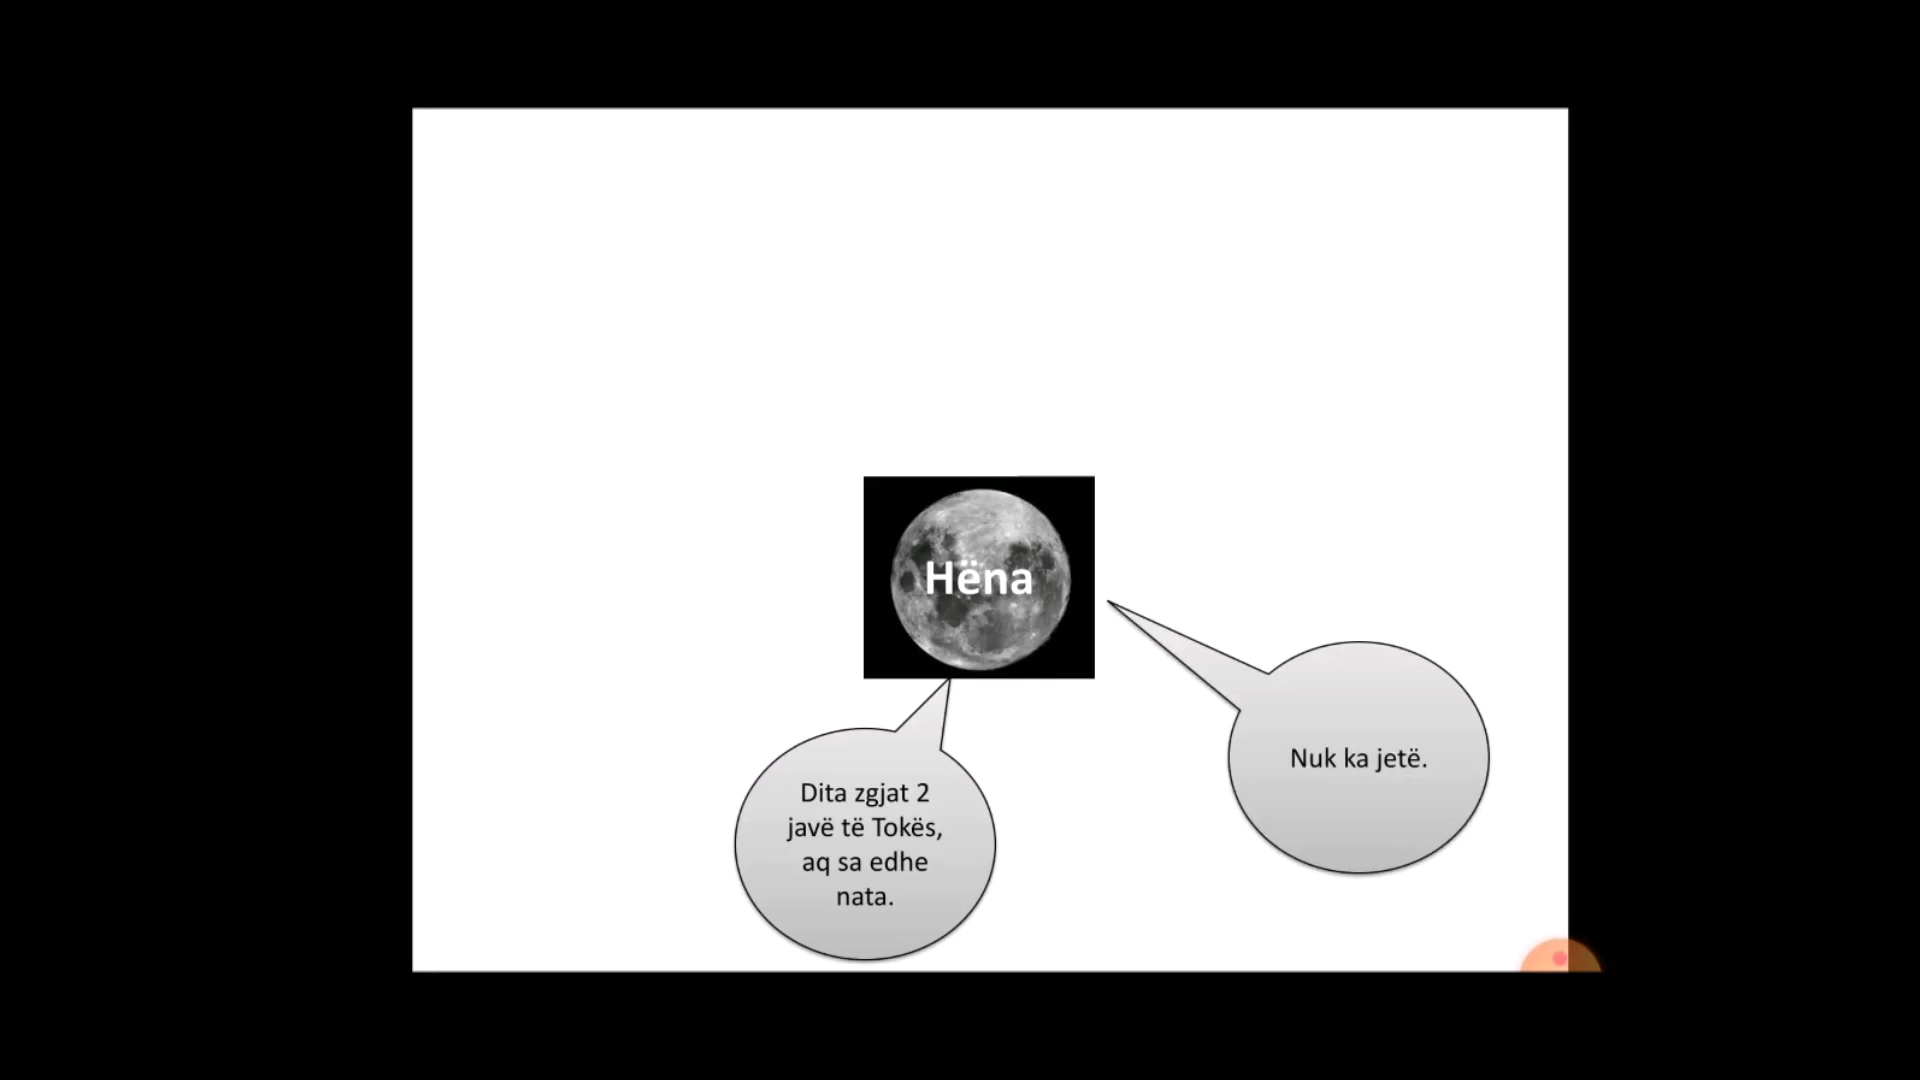 Hëna
Nuk ka jetë.
Dita zgjat 2
javë të Tokës,
aq sa edhe
nata.